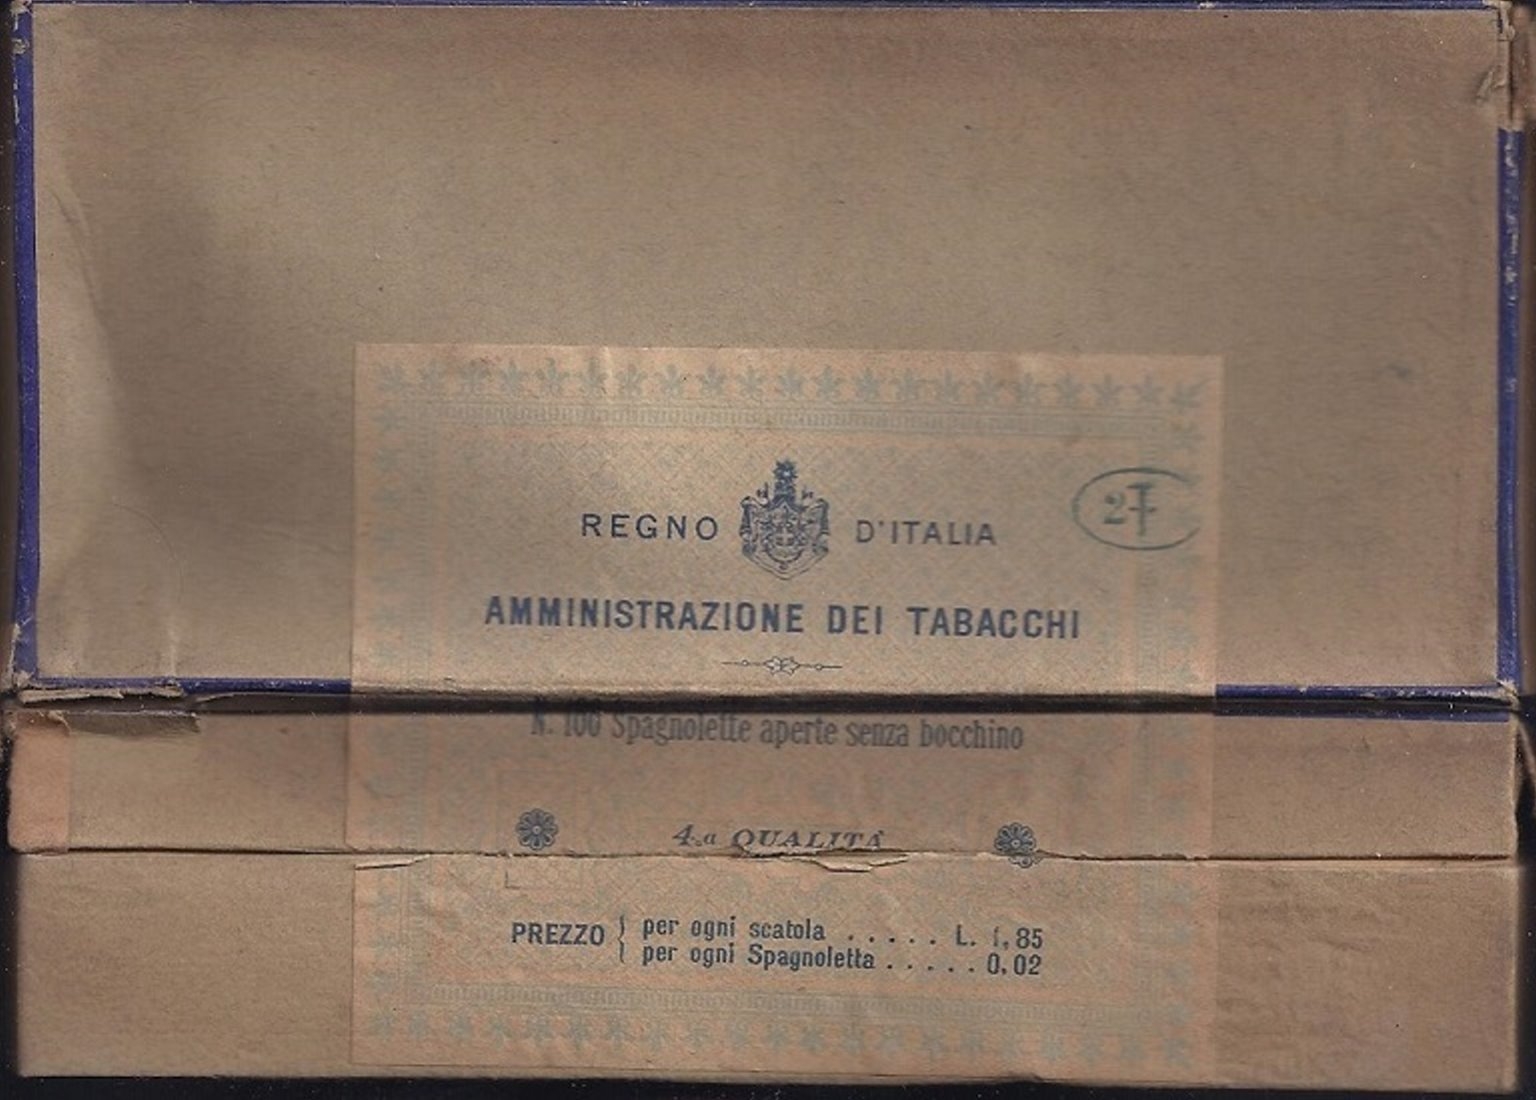 REGNO D'ITALIA
2F
AMMINISTRAZIONE DEI TABACCHI
N. 100 Spagnolette aperte senza bocchino
4.a QUALITÀ
PREZZO { per ogni scatola ..... L. 1,85
per ogni Spagnoletta ..... 0,02